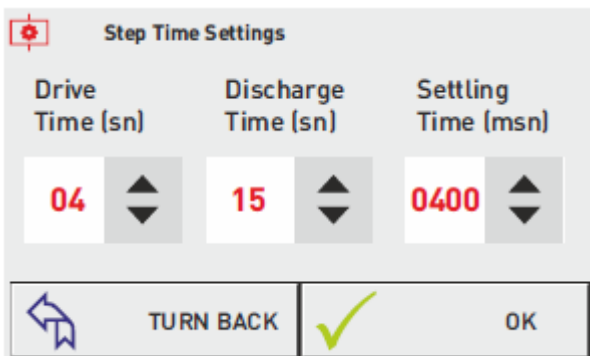 Step Time Settings
Drive
Time (sn)
Discharge
Time (sn)
Settling
Time (msn)
04
15
0400
TURN BACK
OK